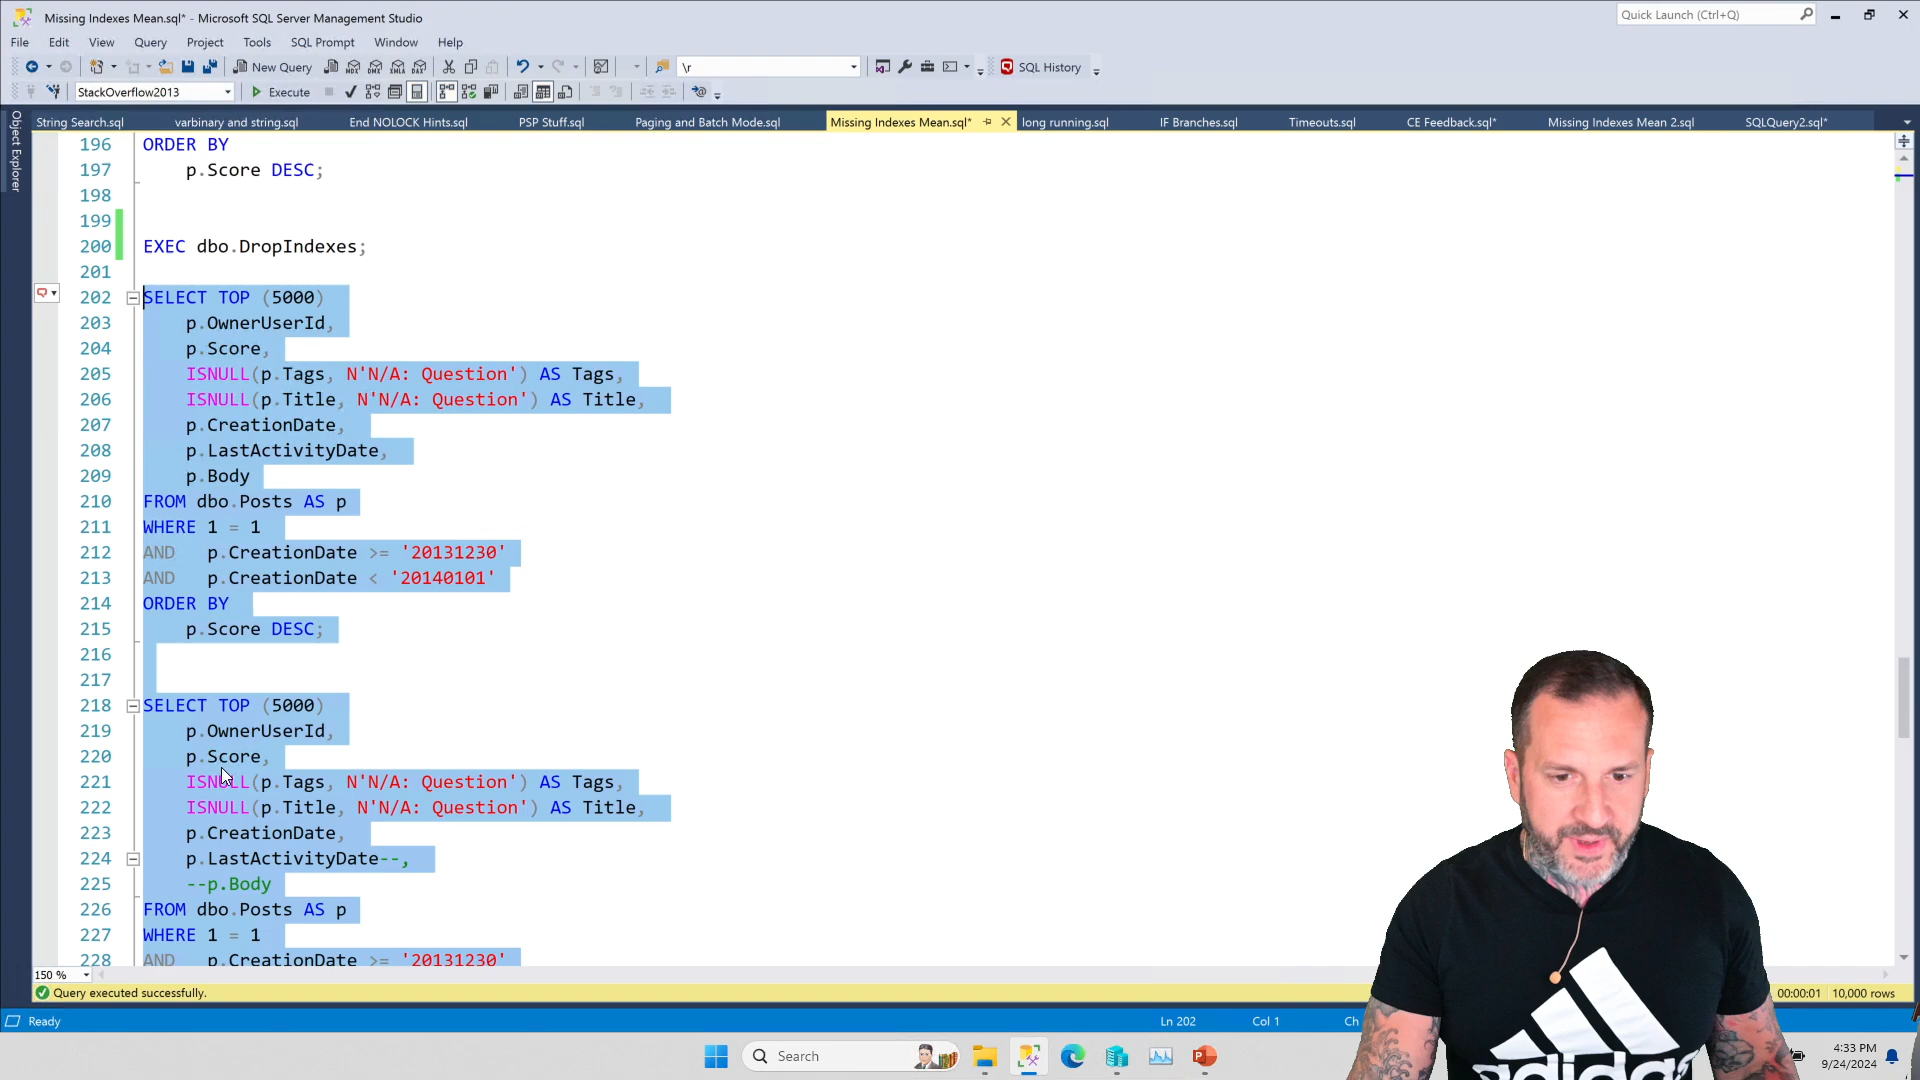 Missing Indexes Mean.sql* - Microsoft SQL Server Management Studio
Quick Launch (Ctrl+Q)
File Edit View Query Project Tools SQL Prompt Window Help
New Query MDX DMX XMLA DAX \r SQL History
StackOverflow2013 Execute
String Search.sql varbinary and string.sql End NOLOCK Hints.sql PSP Stuff.sql Paging and Batch Mode.sql Missing Indexes Mean.sql* long running.sql IF Branches.sql Timeouts.sql CE Feedback.sql* Missing Indexes Mean 2.sql SQLQuery2.sql*
Object Explorer
196 ORDER BY
197 p.Score DESC;
198
199
200 EXEC dbo.DropIndexes;
201
202 SELECT TOP (5000)
203 p.OwnerUserId,
204 p.Score,
205 ISNULL(p.Tags, N'N/A: Question') AS Tags,
206 ISNULL(p.Title, N'N/A: Question') AS Title,
207 p.CreationDate,
208 p.LastActivityDate,
209 p.Body
210 FROM dbo.Posts AS p
211 WHERE 1 = 1
212 AND p.CreationDate >= '20131230'
213 AND p.CreationDate < '20140101'
214 ORDER BY
215 p.Score DESC;
216
217
218 SELECT TOP (5000)
219 p.OwnerUserId,
220 p.Score,
221 ISNULL(p.Tags, N'N/A: Question') AS Tags,
222 ISNULL(p.Title, N'N/A: Question') AS Title,
223 p.CreationDate,
224 p.LastActivityDate--,
225 --p.Body
226 FROM dbo.Posts AS p
227 WHERE 1 = 1
228 AND p.CreationDate >= '20131230'
150 %
Query executed successfully. 00:00:01 10,000 rows
Ready Ln 202 Col 1 Ch
Search
4:33 PM
9/24/2024
adidas